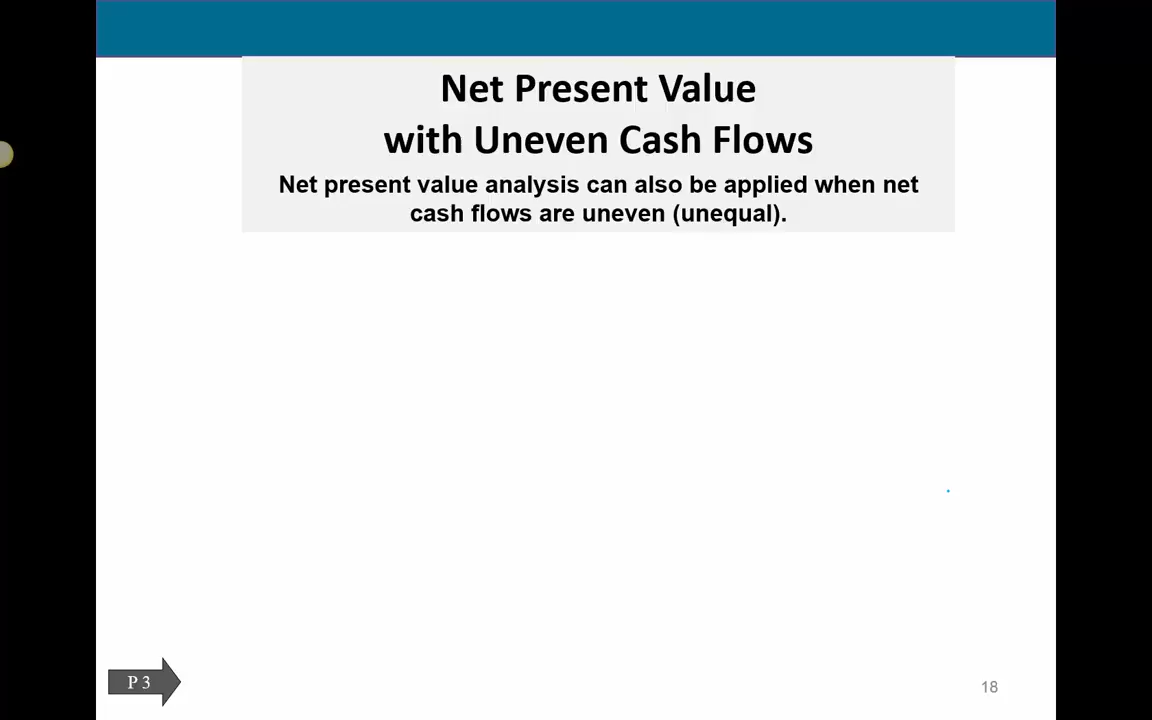 Net Present Value
with Uneven Cash Flows
Net present value analysis can also be applied when net
cash flows are uneven (unequal).
P 3
18